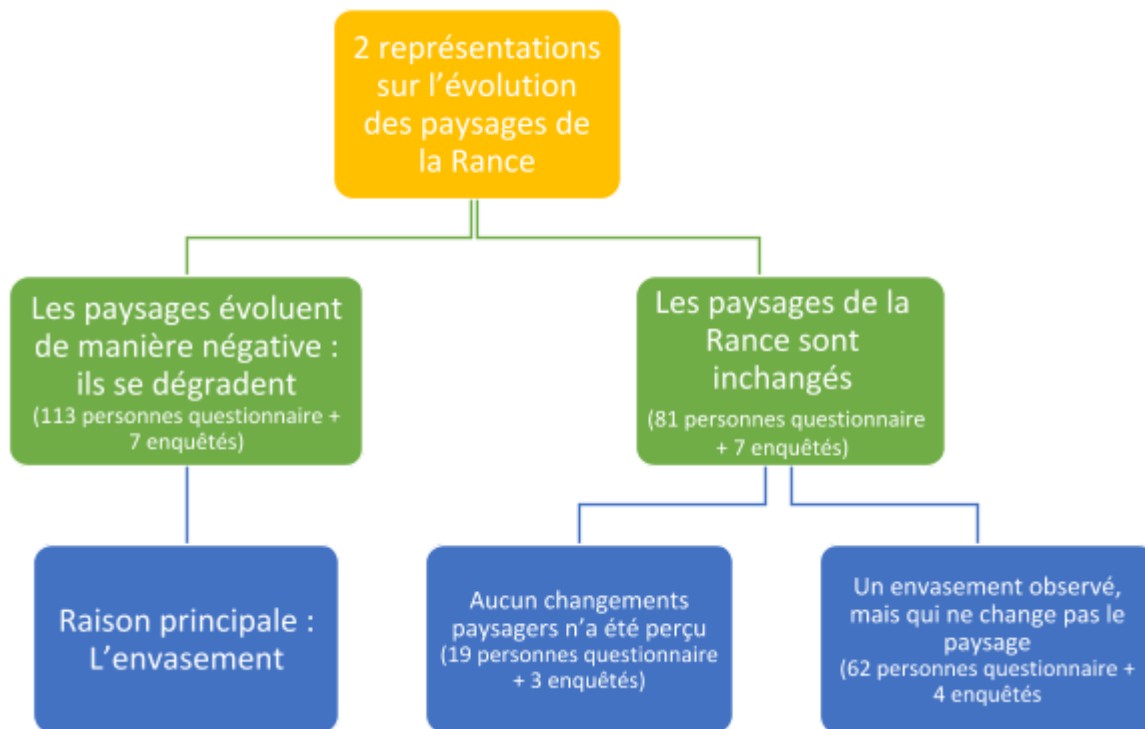 2 représentations
sur l'évolution
des paysages de
la Rance
Les paysages évoluent
de manière négative :
ils se dégradent
(113 personnes questionnaire +
7 enquêtés)
Les paysages de la
Rance sont
inchangés
(81 personnes questionnaire
+ 7 enquêtés)
Raison principale :
L'envasement
Aucun changements
paysagers n'a été perçu
(19 personnes questionnaire
+ 3 enquêtés)
Un envasement observé,
mais qui ne change pas le
paysage
(62 personnes questionnaire +
4 enquêtés